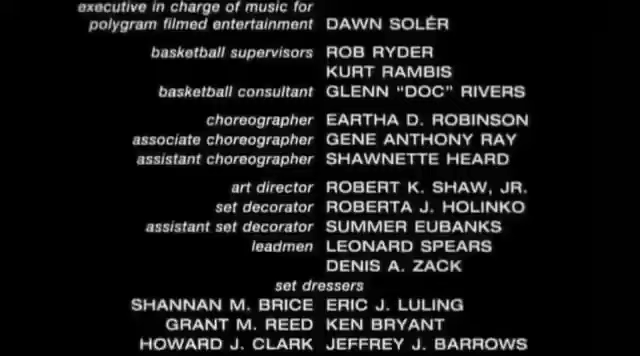 executive in charge of music for
polygram filmed entertainment DAWN SOLÉR
basketball supervisors ROB RYDER
KURT RAMBIS
basketball consultant GLENN "DOC" RIVERS
choreographer EARTHA D. ROBINSON
associate choreographer GENE ANTHONY RAY
assistant choreographer SHAWNETTE HEARD
art director ROBERT K. SHAW, JR.
set decorator ROBERTA J. HOLINKO
assistant set decorator SUMMER EUBANKS
leadmen LEONARD SPEARS
DENIS A. ZACK
set dressers
SHANNAN M. BRICE ERIC J. LULING
GRANT M. REED KEN BRYANT
HOWARD J. CLARK JEFFREY J. BARROWS